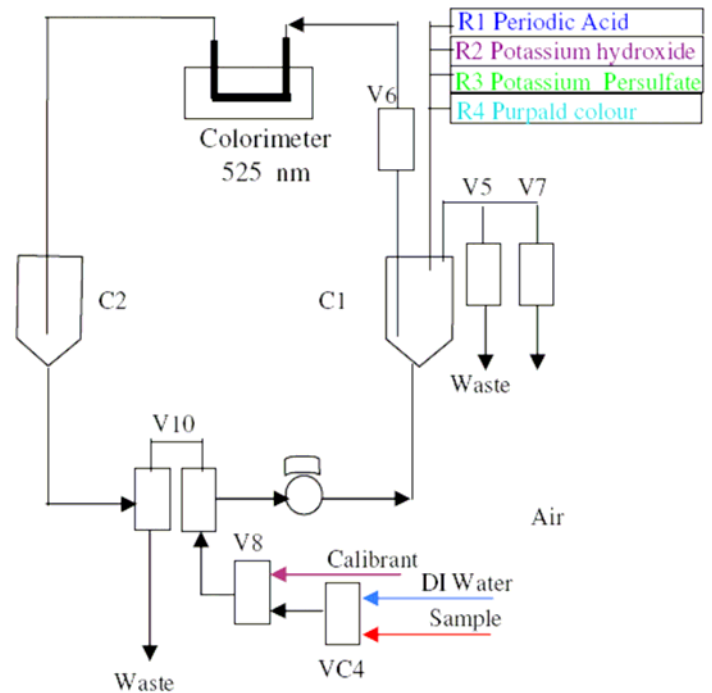 R1 Periodic Acid
R2 Potassium hydroxide
R3 Potassium Persulfate
R4 Purpald colour
V6
Colorimeter
525 nm
V5
V7
C2
C1
Waste
V10
Air
V8
Calibrant
DI Water
Sample
VC4
Waste